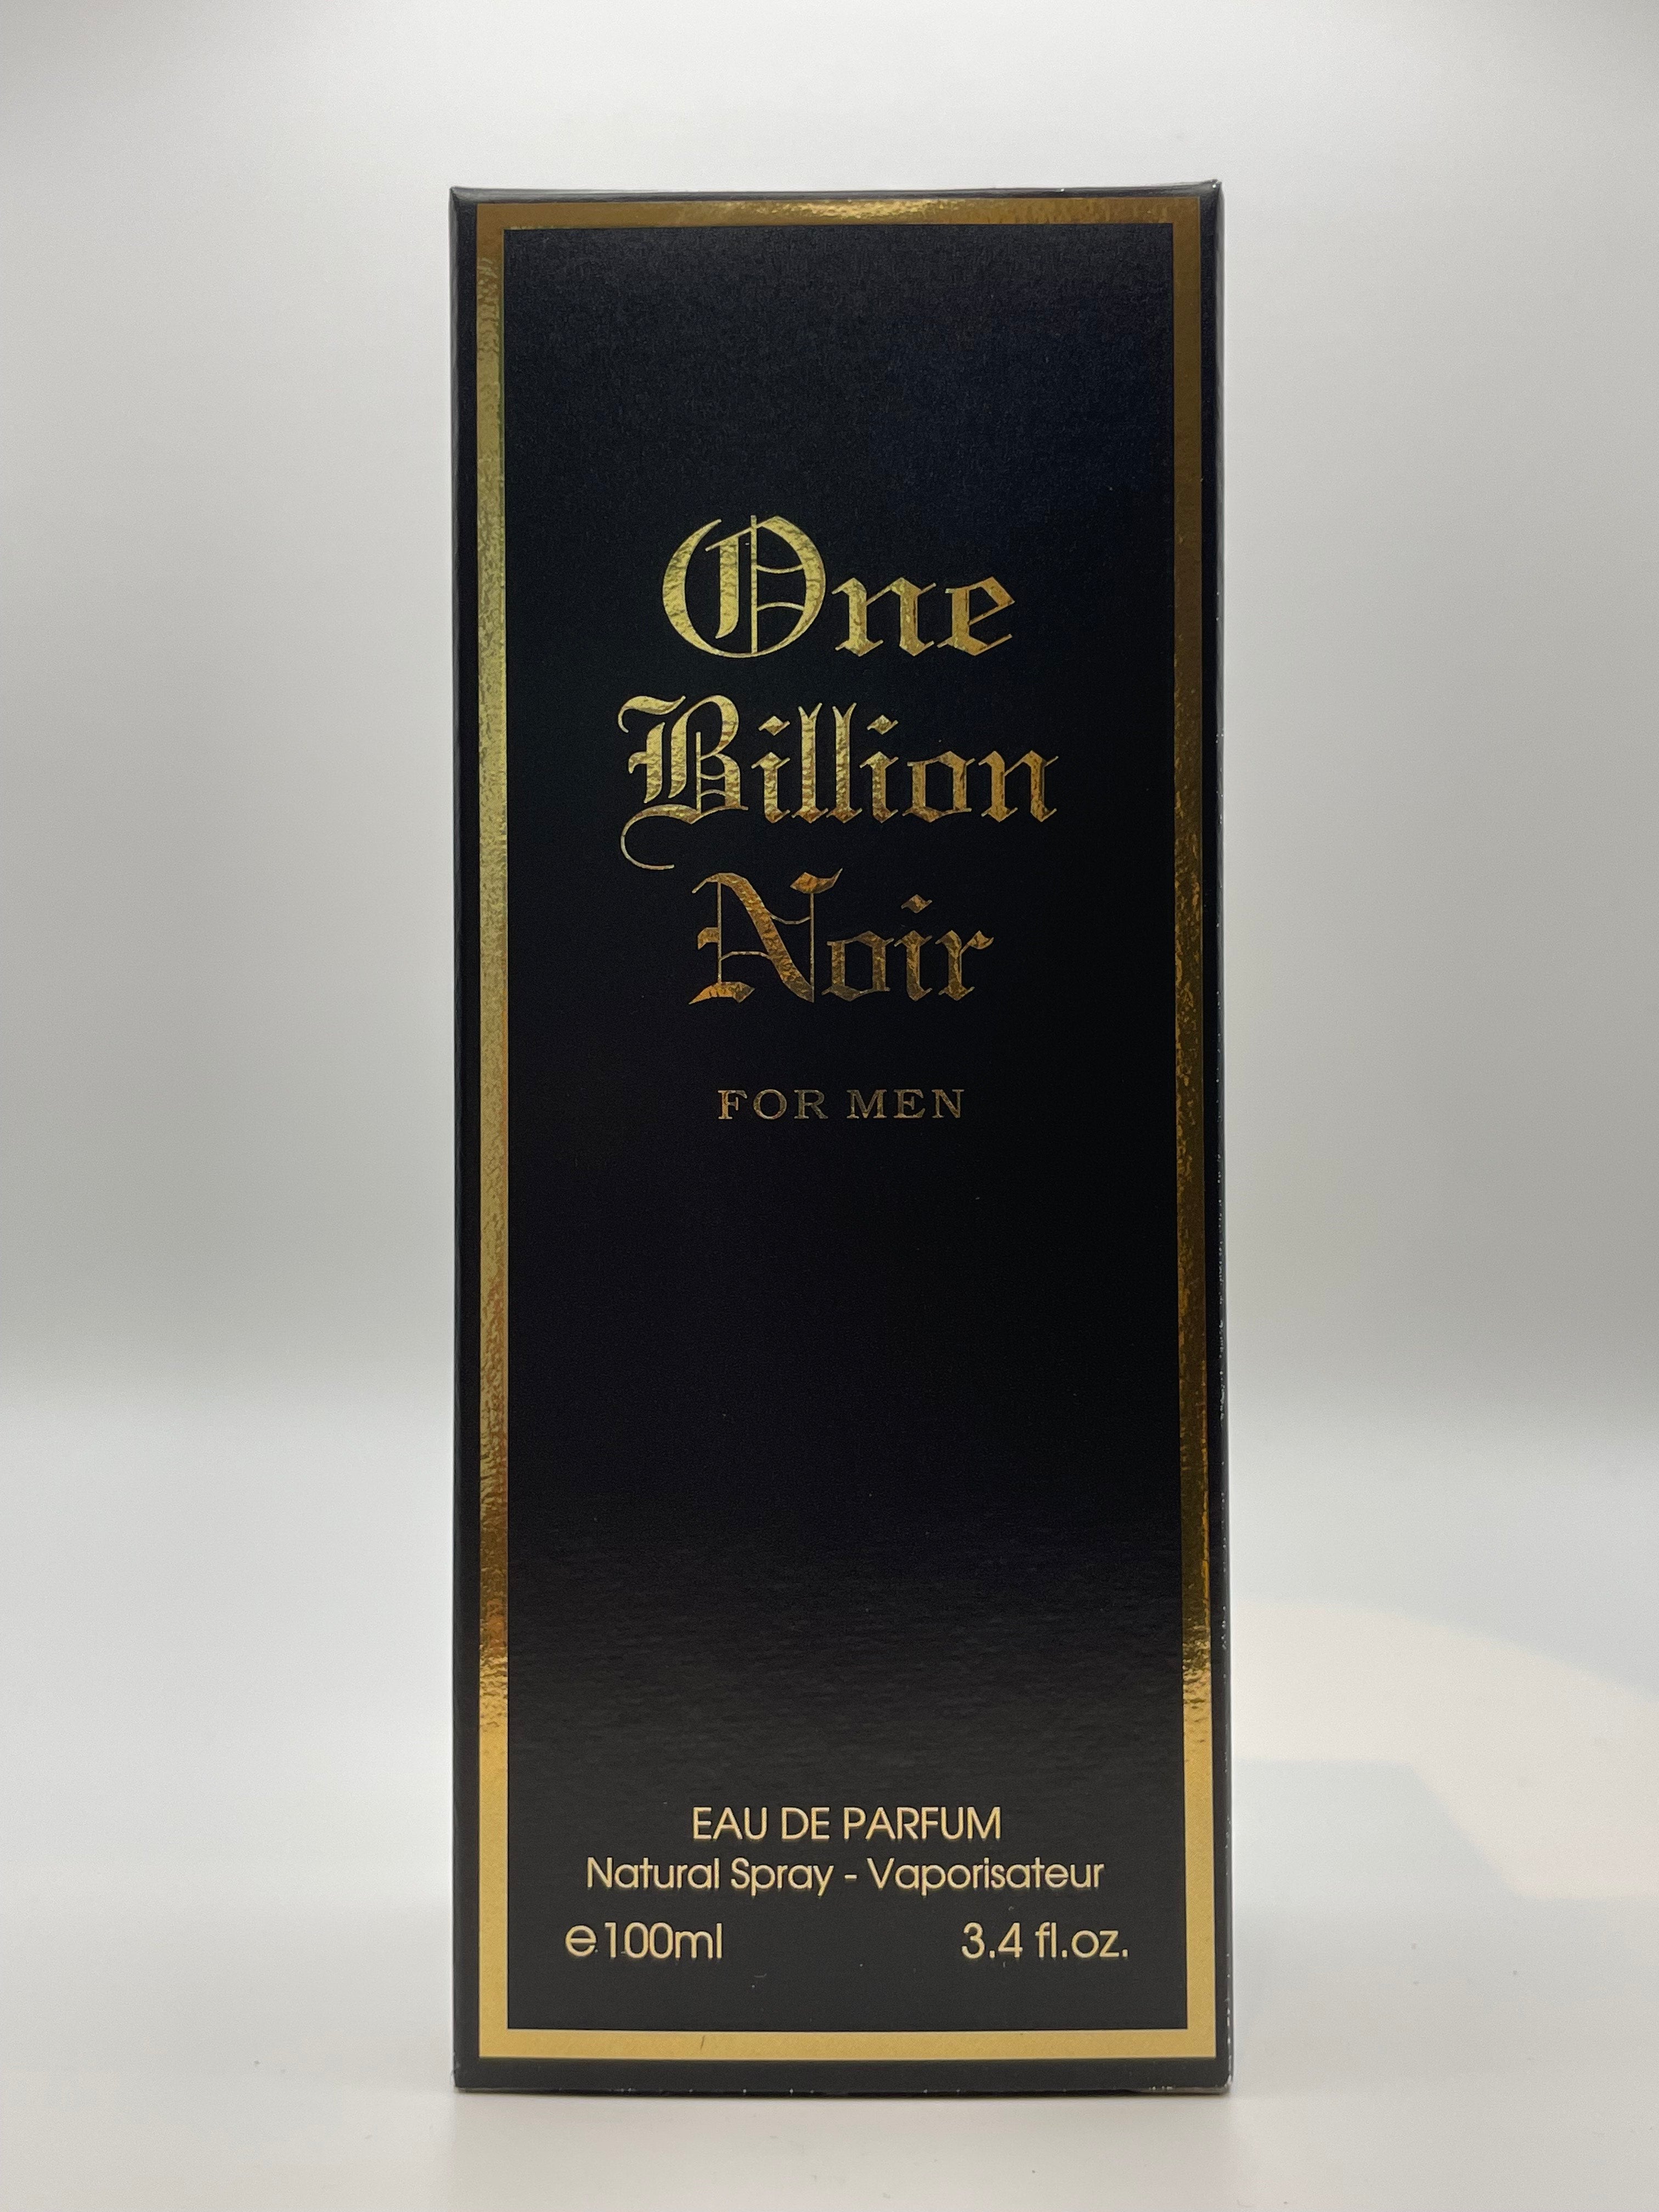 One
Billion
Noir
FOR MEN
EAU DE PARFUM
Natural Spray - Vaporisateur
e100ml 3.4 fl.oz.